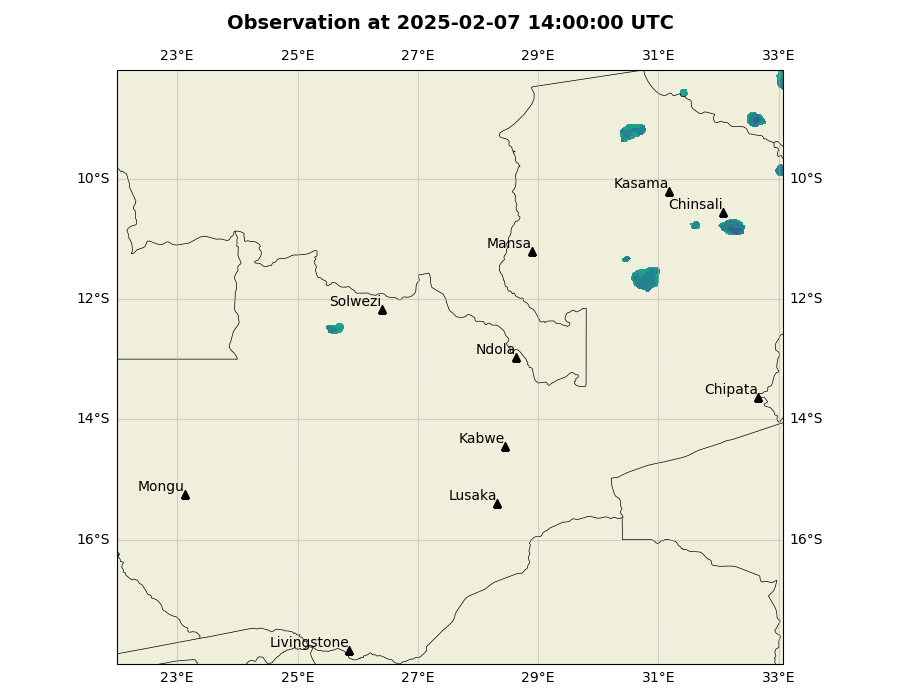 Observation at 2025-02-07 14:00:00 UTC
23°E 25°E 27°E 29°E 31°E 33°E
10°S 10°S
Kasama
Chinsali
Mansa
12°S 12°S
Solwezi
Ndola
Chipata
14°S 14°S
Kabwe
Mongu
Lusaka
16°S 16°S
Livingstone
23°E 25°E 27°E 29°E 31°E 33°E